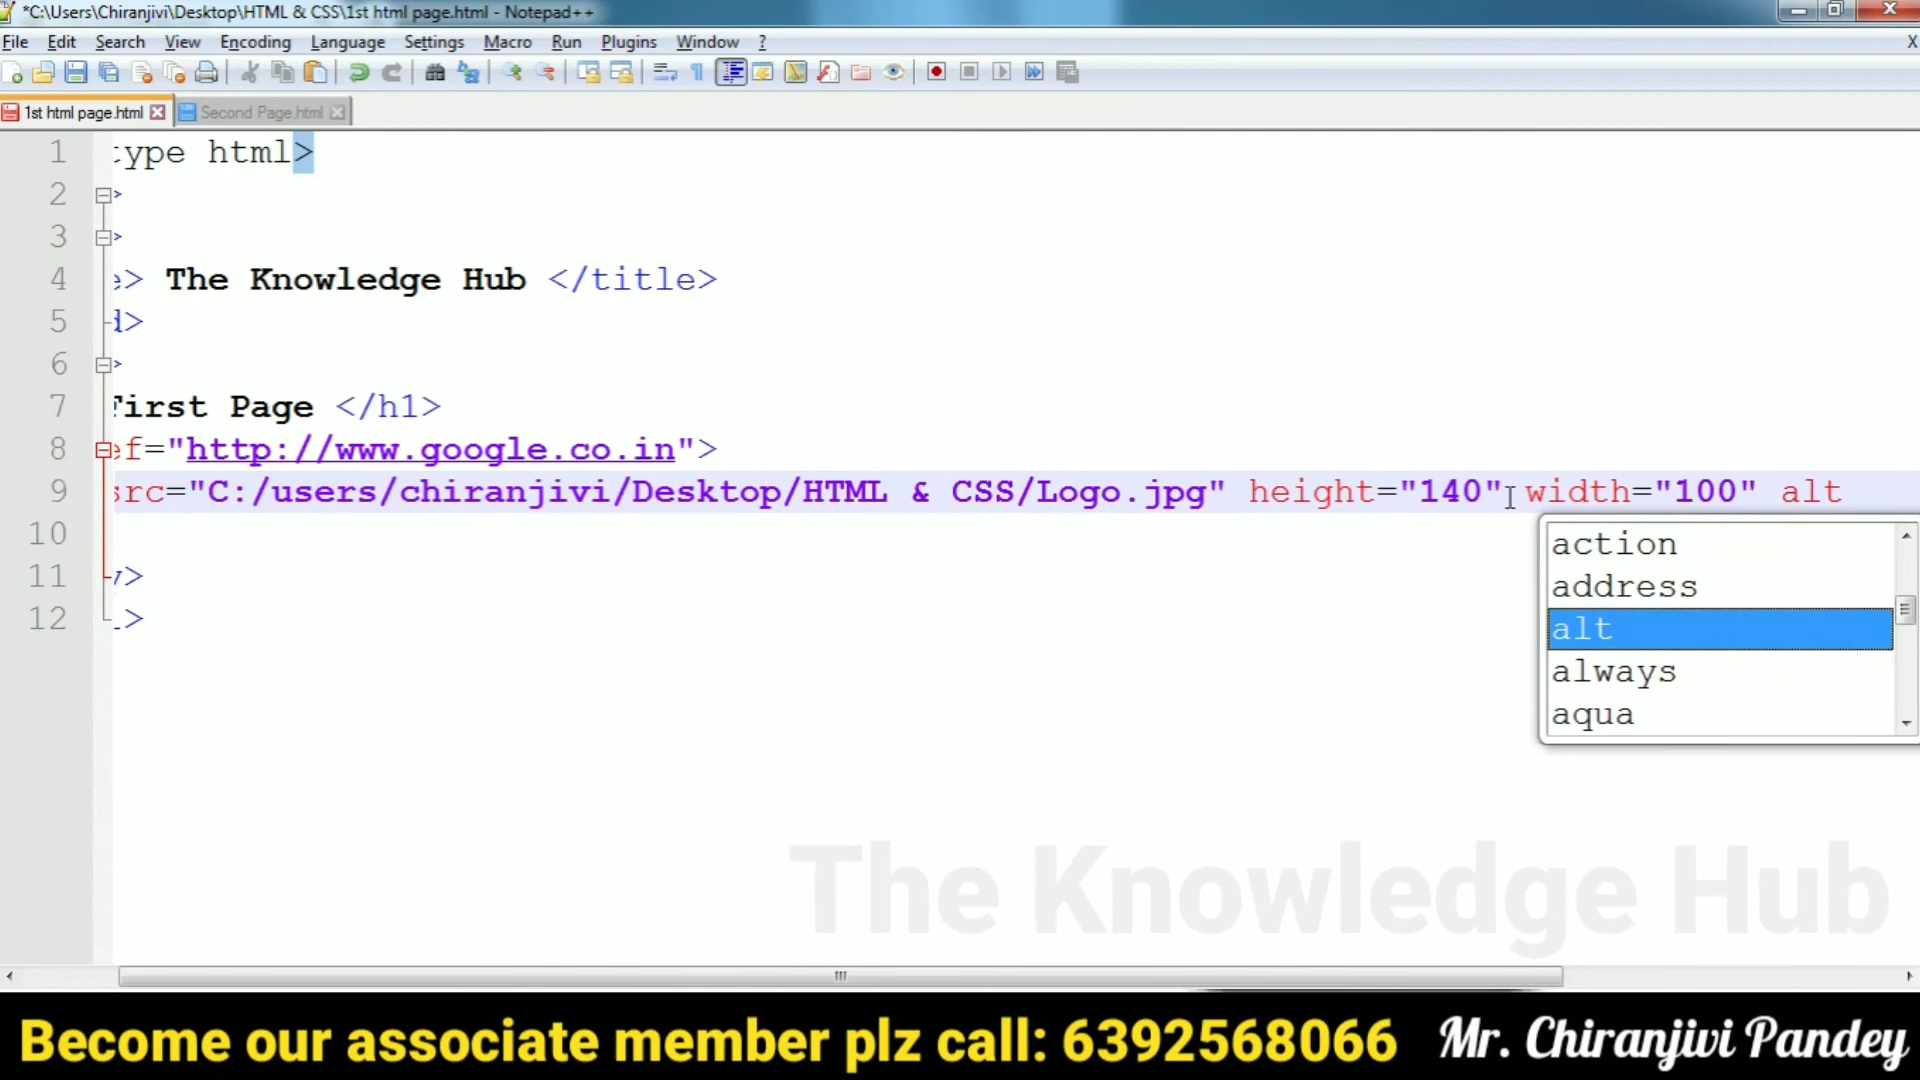 *C:\Users\Chiranjivi\Desktop\HTML & CSS\1st html page.html - Notepad++
File Edit Search View Encoding Language Settings Macro Run Plugins Window ? X
1st html page.html Second Page.html
1 type html>
2 >
3 >
4 e> The Knowledge Hub </title>
5 d>
6 >
7 First Page </h1>
8 ef="http://www.google.co.in">
9 src="C:/users/chiranjivi/Desktop/HTML & CSS/Logo.jpg" height="140" width="100" alt
10
11 y>
12 >
action
address
alt
always
aqua
The Knowledge Hub
Become our associate member plz call: 6392568066 Mr. Chiranjivi Pandey